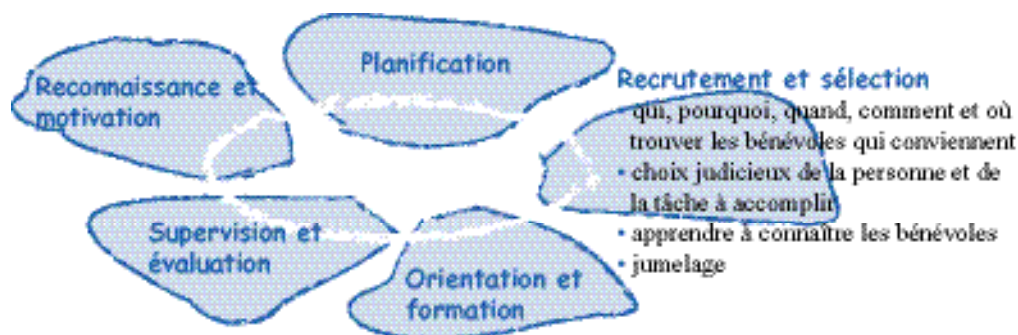 Planification
Reconnaissance et
motivation
Recrutement et sélection
qui, pourquoi, quand, comment et où
trouver les bénévoles qui conviennent
• choix judicieux de la personne et de
la tâche à accomplir
• apprendre à connaître les bénévoles
• jumelage
Supervision et
évaluation
Orientation et
formation